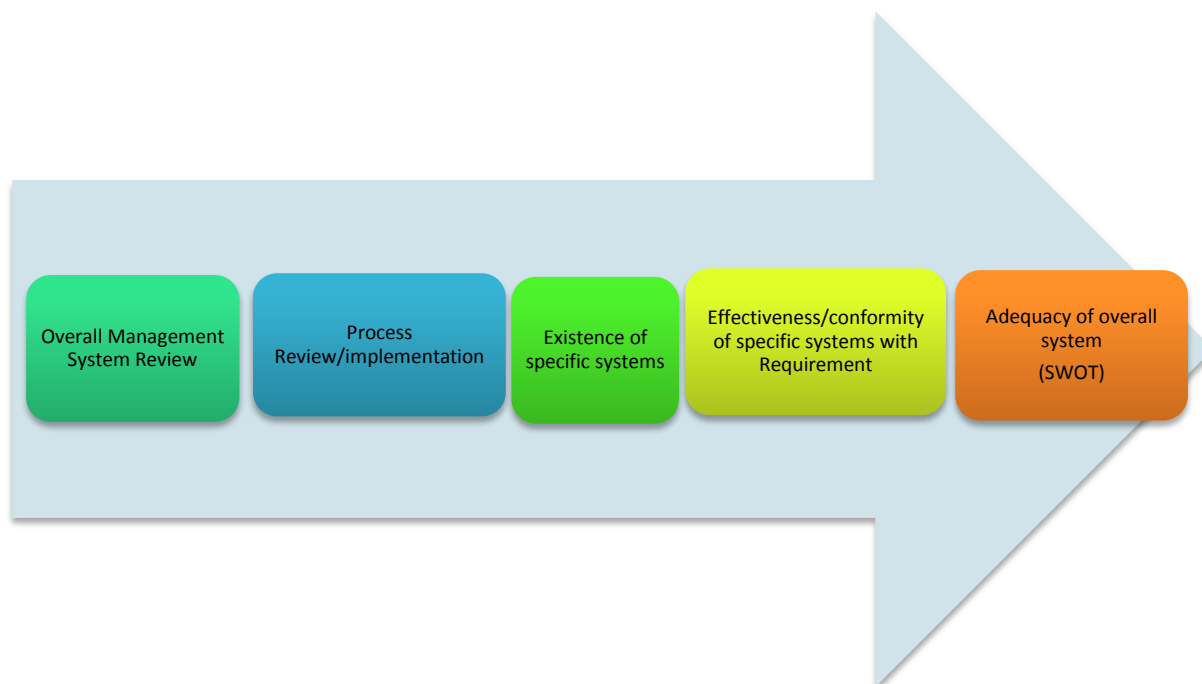 Overall Management
System Review
Process
Review/implementation
Existence of
specific systems
Effectiveness/conformity
of specific systems with
Requirement
Adequacy of overall
system
(SWOT)